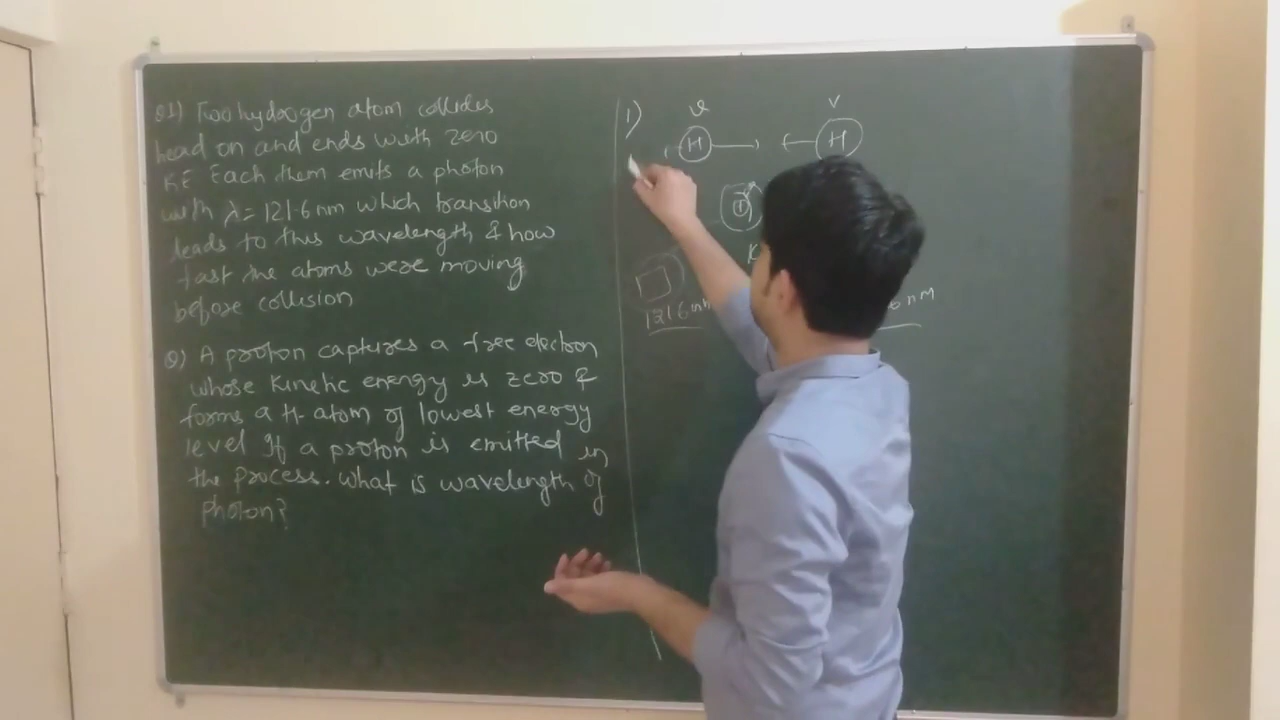 Q1) Two hydrogen atom collides
head on and ends with zero
KE Each them emits a photon
with λ= 121.6 nm which transition
leads to this wavelength & how
fast the atoms were moving
before collision
Q) A proton captures a free electron
whose Kinetic energy is zero &
forms a H-atom of lowest energy
level If a proton is emitted in
the process. What is wavelength of
photon?
1)
v v
H H
K
121.6 nm
nm